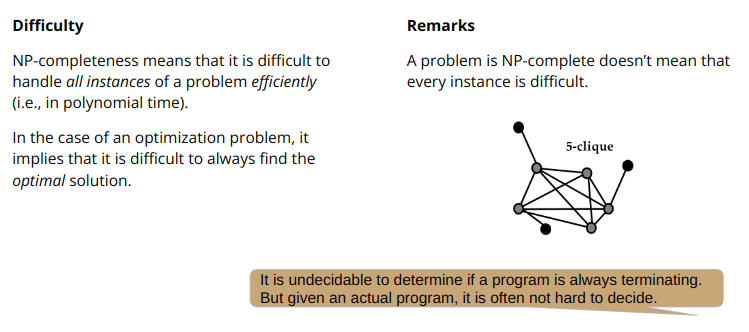 Difficulty
NP-completeness means that it is difficult to
handle all instances of a problem efficiently
(i.e., in polynomial time).
In the case of an optimization problem, it
implies that it is difficult to always find the
optimal solution.
Remarks
A problem is NP-complete doesn’t mean that
every instance is difficult.
5-clique
It is undecidable to determine if a program is always terminating.
But given an actual program, it is often not hard to decide.